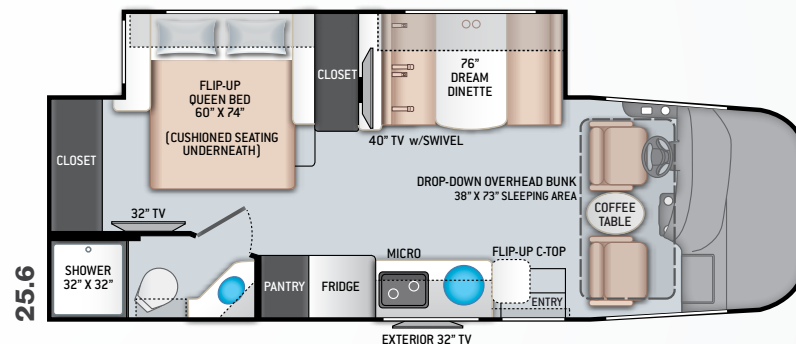 25.6
CLOSET
FLIP-UP
QUEEN BED
60" X 74"
(CUSHIONED SEATING
UNDERNEATH)
CLOSET
76"
DREAM
DINETTE
40" TV w/SWIVEL
32" TV
DROP-DOWN OVERHEAD BUNK
38" X 73" SLEEPING AREA
COFFEE
TABLE
SHOWER
32" X 32"
PANTRY
FRIDGE
MICRO
FLIP-UP C-TOP
ENTRY
EXTERIOR 32" TV